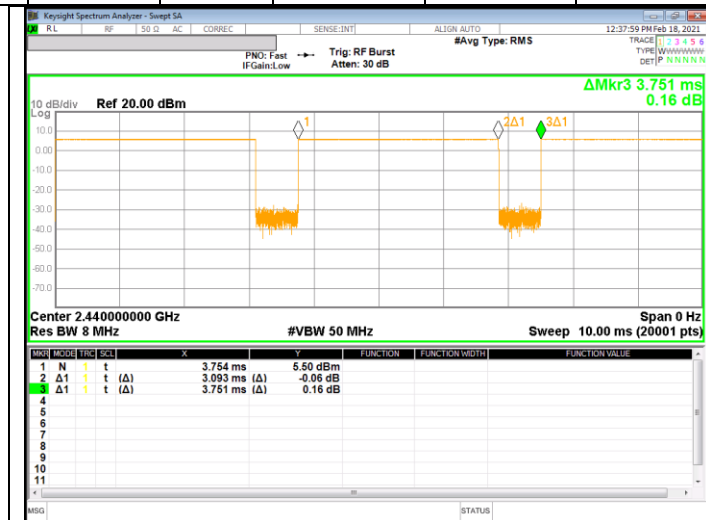 Keysight Spectrum Analyzer - Swept SA
RL RF 50 Ω AC CORREC SENSE:INT ALIGN AUTO 12:37:59 PM Feb 18, 2021
#Avg Type: RMS
TRACE 1 2 3 4 5 6
PNO: Fast Trig: RF Burst
TYPE W
IFGain:Low Atten: 30 dB
DET P N N N N N
ΔMkr3 3.751 ms
0.16 dB
10 dB/div Ref 20.00 dBm
Log
1 2Δ1 3Δ1
10.0
0.00
-10.0
-20.0
-30.0
-40.0
-50.0
-60.0
-70.0
Center 2.440000000 GHz Span 0 Hz
Res BW 8 MHz #VBW 50 MHz Sweep 10.00 ms (20001 pts)
MKR MODE TRC SCL X Y FUNCTION FUNCTION WIDTH FUNCTION VALUE
1 N 1 t 3.754 ms 5.50 dBm
2 Δ1 1 t (Δ) 3.093 ms (Δ) -0.06 dB
3 Δ1 1 t (Δ) 3.751 ms (Δ) 0.16 dB
4
5
6
7
8
9
10
11
MSG STATUS